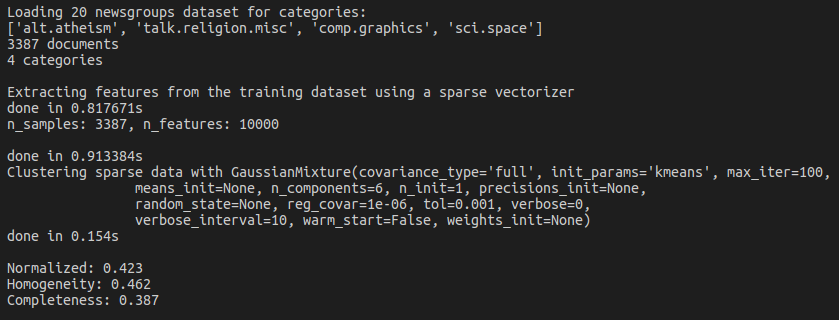 Loading 20 newsgroups dataset for categories:
['alt.atheism', 'talk.religion.misc', 'comp.graphics', 'sci.space']
3387 documents
4 categories

Extracting features from the training dataset using a sparse vectorizer
done in 0.817671s
n_samples: 3387, n_features: 10000

done in 0.913384s
Clustering sparse data with GaussianMixture(covariance_type='full', init_params='kmeans', max_iter=100,
                means_init=None, n_components=6, n_init=1, precisions_init=None,
                random_state=None, reg_covar=1e-06, tol=0.001, verbose=0,
                verbose_interval=10, warm_start=False, weights_init=None)
done in 0.154s

Normalized: 0.423
Homogeneity: 0.462
Completeness: 0.387